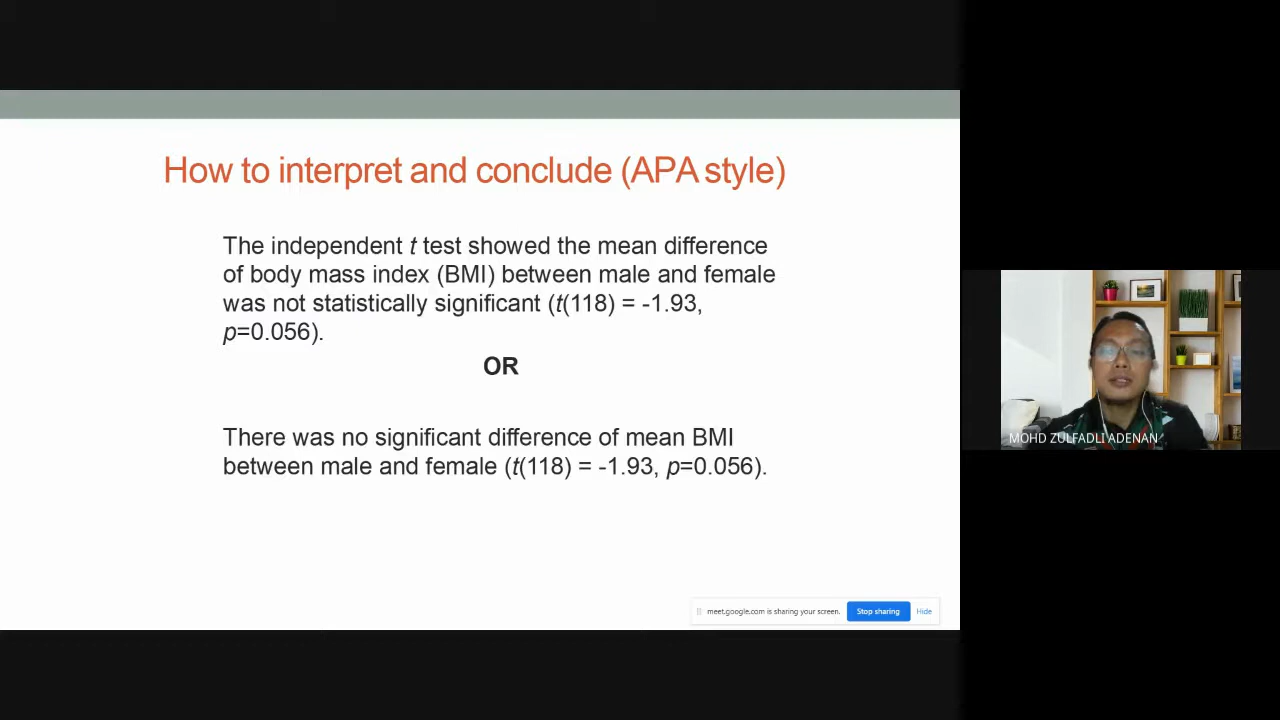 How to interpret and conclude (APA style)
The independent t test showed the mean difference
of body mass index (BMI) between male and female
was not statistically significant (t(118) = -1.93,
p=0.056).
OR
There was no significant difference of mean BMI
between male and female (t(118) = -1.93, p=0.056).
MOHD ZULFADLI ADENAN
meet.google.com is sharing your screen.
Stop sharing
Hide